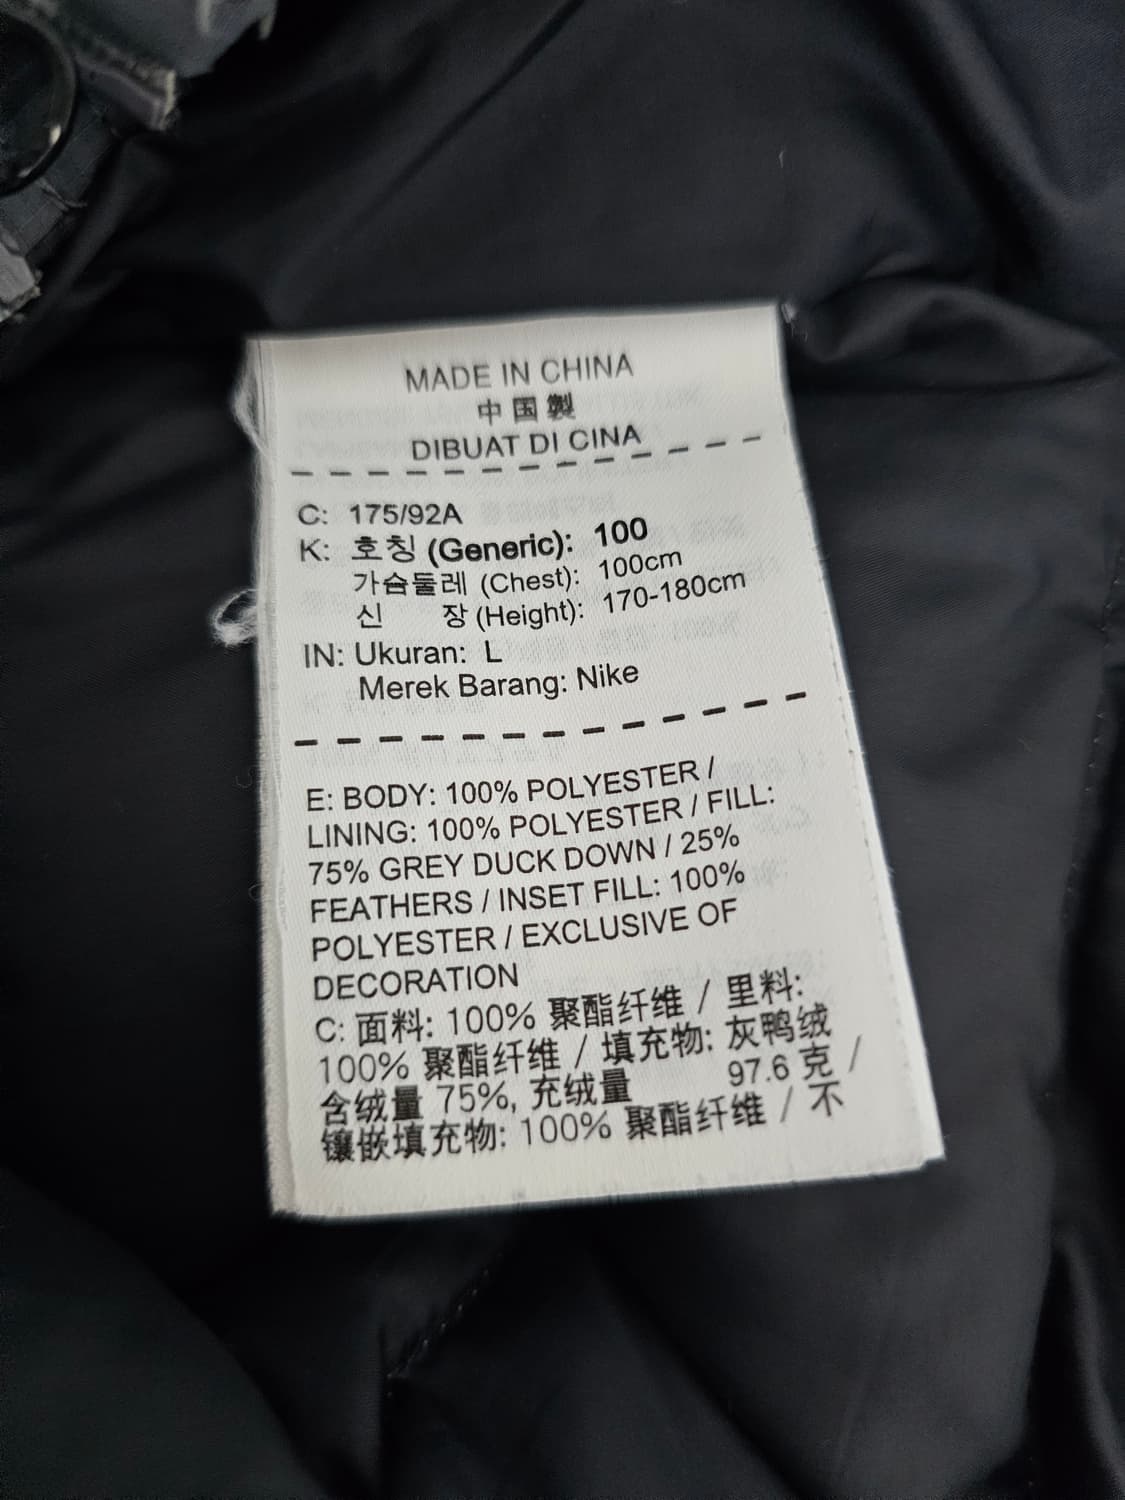 MADE IN CHINA
中国製
DIBUAT DI CINA
C: 175/92A
K: 호칭 (Generic): 100
가슴둘레 (Chest): 100cm
신 장 (Height): 170-180cm
IN: Ukuran: L
Merek Barang: Nike
E: BODY: 100% POLYESTER /
LINING: 100% POLYESTER / FILL:
75% GREY DUCK DOWN / 25%
FEATHERS / INSET FILL: 100%
POLYESTER / EXCLUSIVE OF
DECORATION
C: 面料: 100% 聚酯纤维 / 里料:
100% 聚酯纤维 / 填充物: 灰鸭绒
含绒量 75%, 充绒量 97.6 克 /
镶嵌填充物: 100% 聚酯纤维 / 不